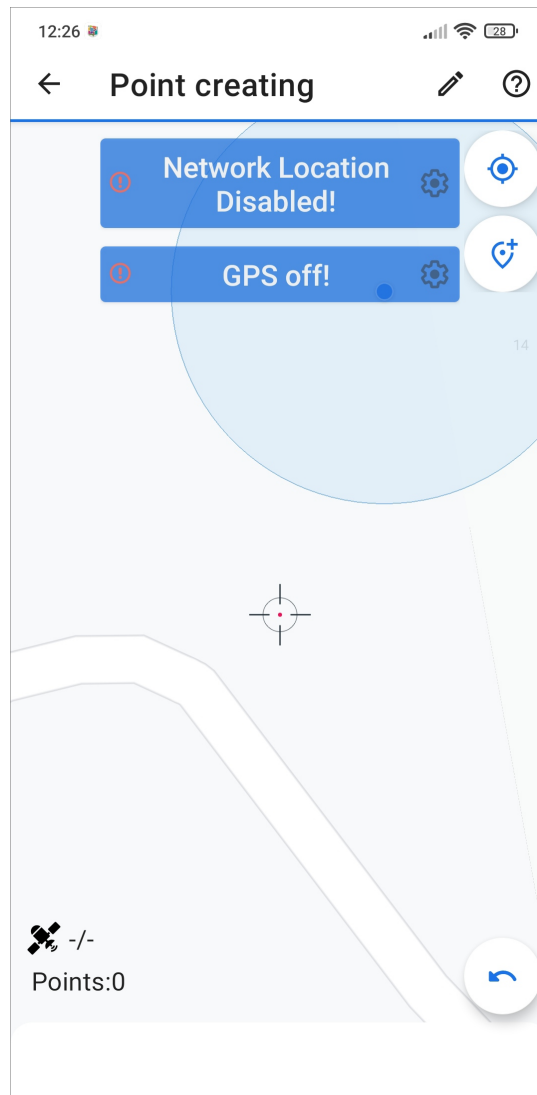 12:26
28
Point creating
Network Location
Disabled!
GPS off!
14
-/-
Points:0